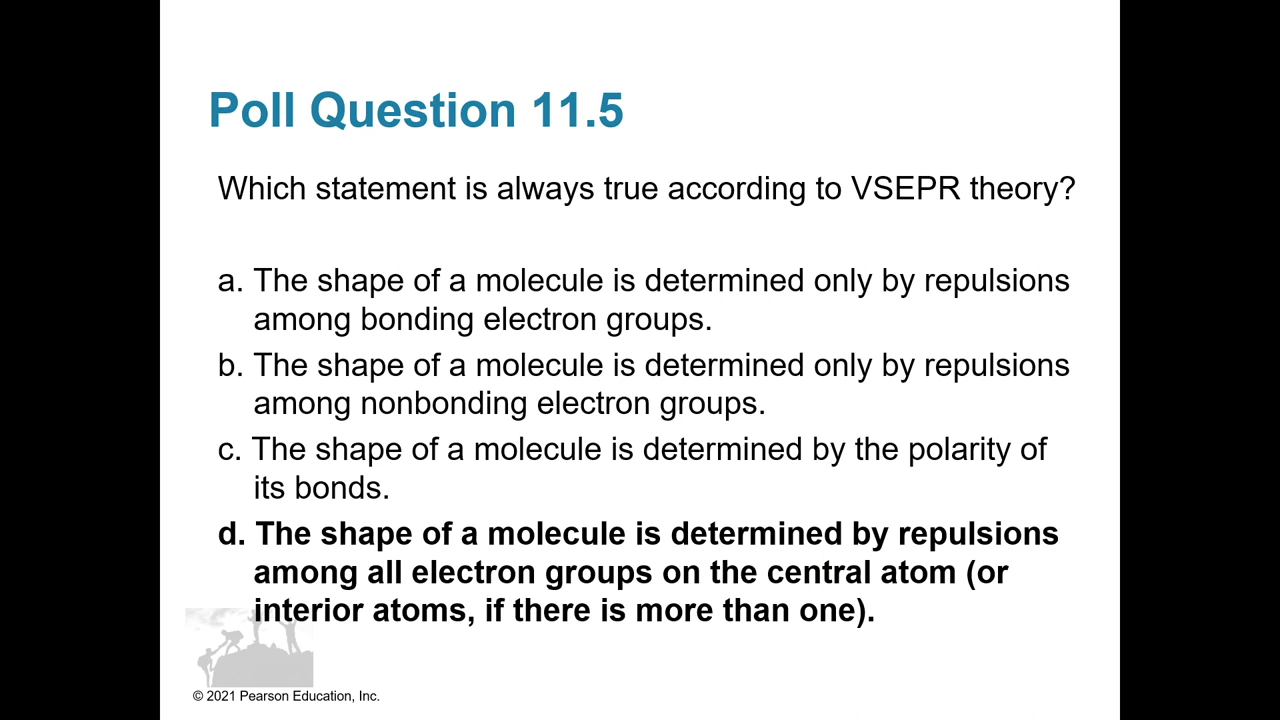 Poll Question 11.5
Which statement is always true according to VSEPR theory?
a. The shape of a molecule is determined only by repulsions
among bonding electron groups.
b. The shape of a molecule is determined only by repulsions
among nonbonding electron groups.
c. The shape of a molecule is determined by the polarity of
its bonds.
d. The shape of a molecule is determined by repulsions
among all electron groups on the central atom (or
interior atoms, if there is more than one).
© 2021 Pearson Education, Inc.